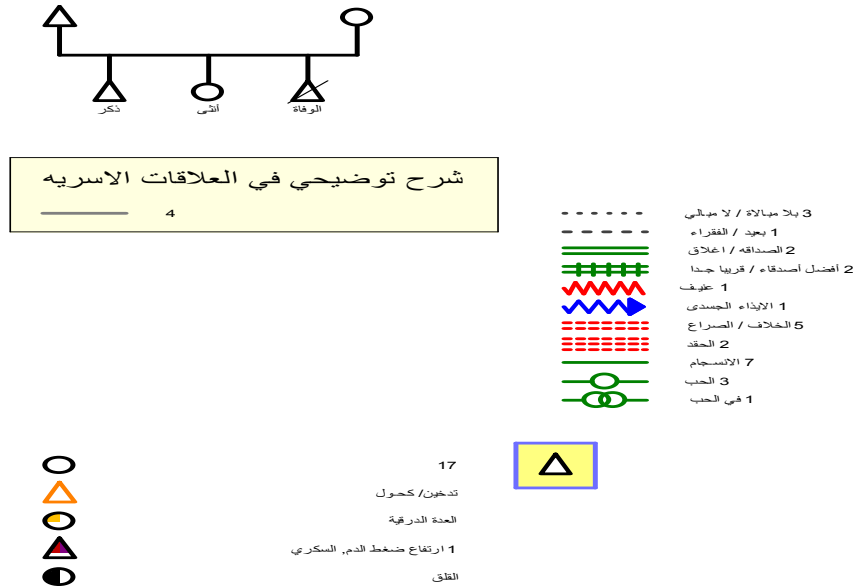 ذكر
أنثى
الوفاة
شرح توضيحي في العلاقات الاسريه
4
3 بلا مبالاة / لا مبالي
1 بعيد / الفقراء
2 الصداقه / اغلاق
2 أفضل أصدقاء / قريبا جدا
1 عنيف
1 الايذاء الجسدى
5 الخلاف / الصراع
2 الحقد
7 الانسجام
3 الحب
1 في الحب
17
تدخين/ كحول
العدة الدرقية
1 ارتفاع ضغط الدم, السكري
القلق